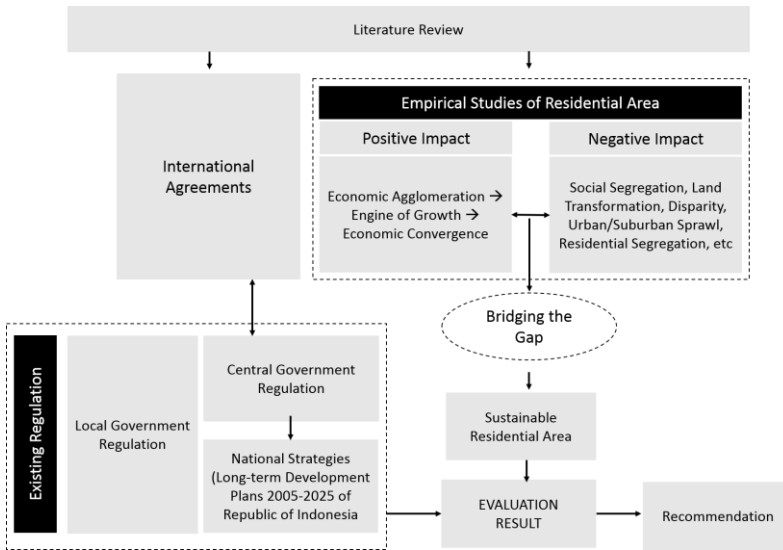 Literature Review
International
Agreements
Empirical Studies of Residential Area
Positive Impact
Negative Impact
Economic Agglomeration →
Engine of Growth →
Economic Convergence
Social Segregation, Land
Transformation, Disparity,
Urban/Suburban Sprawl,
Residential Segregation, etc
Bridging the
Gap
Existing Regulation
Local Government
Regulation
Central Government
Regulation
National Strategies
(Long-term Development
Plans 2005-2025 of
Republic of Indonesia
Sustainable
Residential Area
EVALUATION
RESULT
Recommendation